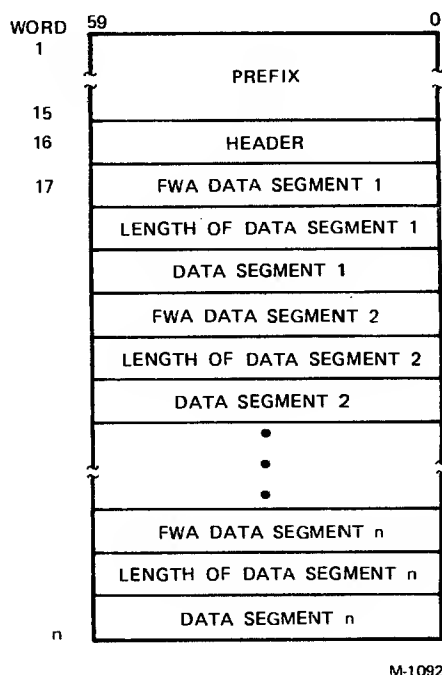 WORD 59 0
1
PREFIX
15
16 HEADER
17 FWA DATA SEGMENT 1
LENGTH OF DATA SEGMENT 1
DATA SEGMENT 1
FWA DATA SEGMENT 2
LENGTH OF DATA SEGMENT 2
DATA SEGMENT 2
FWA DATA SEGMENT n
LENGTH OF DATA SEGMENT n
DATA SEGMENT n
n
M-1092